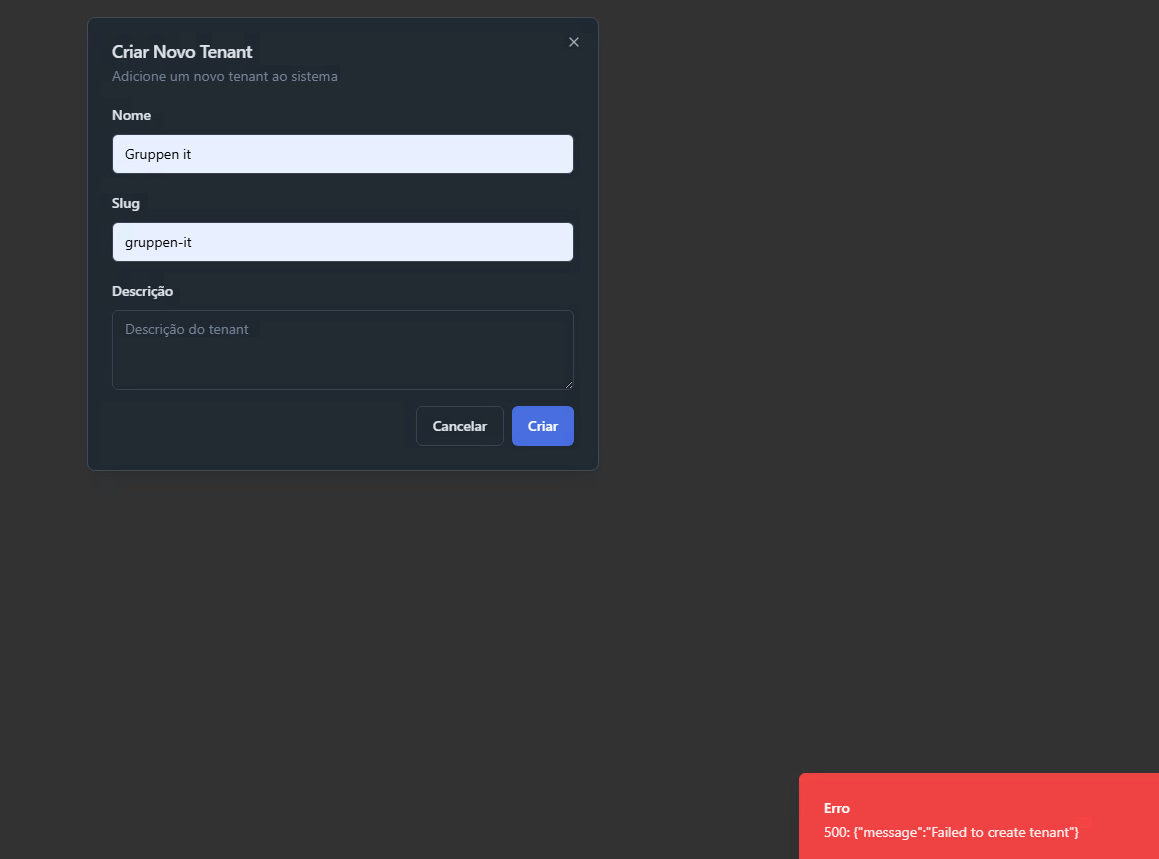 Criar Novo Tenant
Adicione um novo tenant ao sistema
Nome
Gruppen it
Slug
gruppen-it
Descrição
Descrição do tenant
Cancelar
Criar
Erro
500: {"message":"Failed to create tenant"}